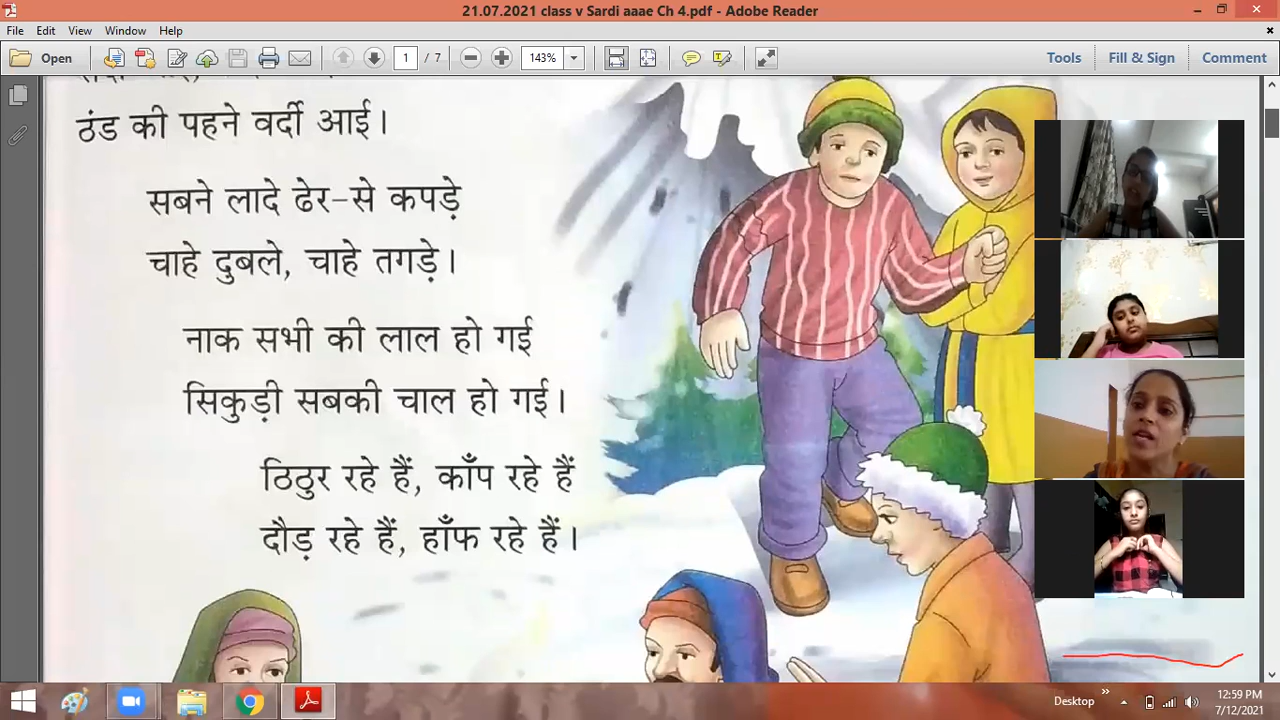 21.07.2021 class v Sardi aaae Ch 4.pdf - Adobe Reader
File Edit View Window Help
Open 1 / 7 143% Tools Fill & Sign Comment
ठंड की पहने वर्दी आई।
सबने लादे ढेर-से कपड़े
चाहे दुबले, चाहे तगड़े।
नाक सभी की लाल हो गई
सिकुड़ी सबकी चाल हो गई।
ठिठुर रहे हैं, काँप रहे हैं
दौड़ रहे हैं, हाँफ रहे हैं।
Desktop
12:59 PM
7/12/2021